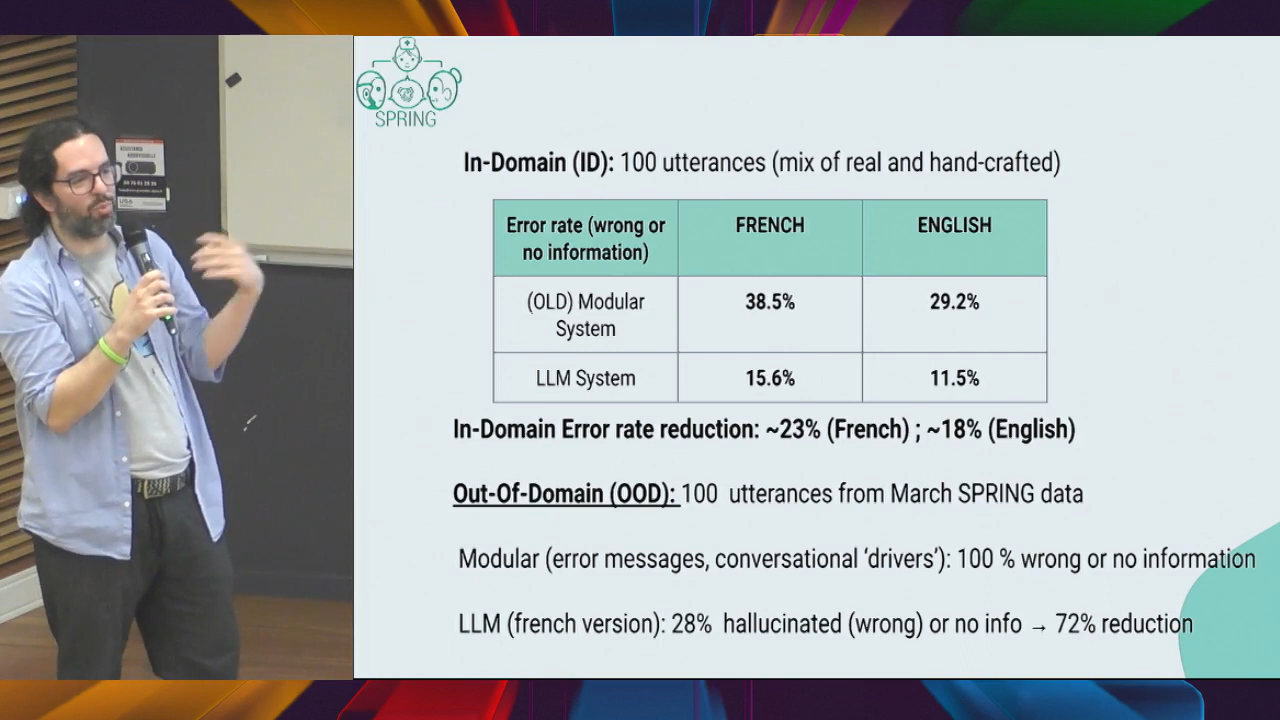 SPRING
In-Domain (ID): 100 utterances (mix of real and hand-crafted)
Error rate (wrong or
no information)
FRENCH
ENGLISH
(OLD) Modular
System
38.5%
29.2%
LLM System
15.6%
11.5%
In-Domain Error rate reduction: ~23% (French) ; ~18% (English)
Out-Of-Domain (OOD): 100 utterances from March SPRING data
Modular (error messages, conversational ‘drivers’): 100 % wrong or no information
LLM (french version): 28% hallucinated (wrong) or no info → 72% reduction